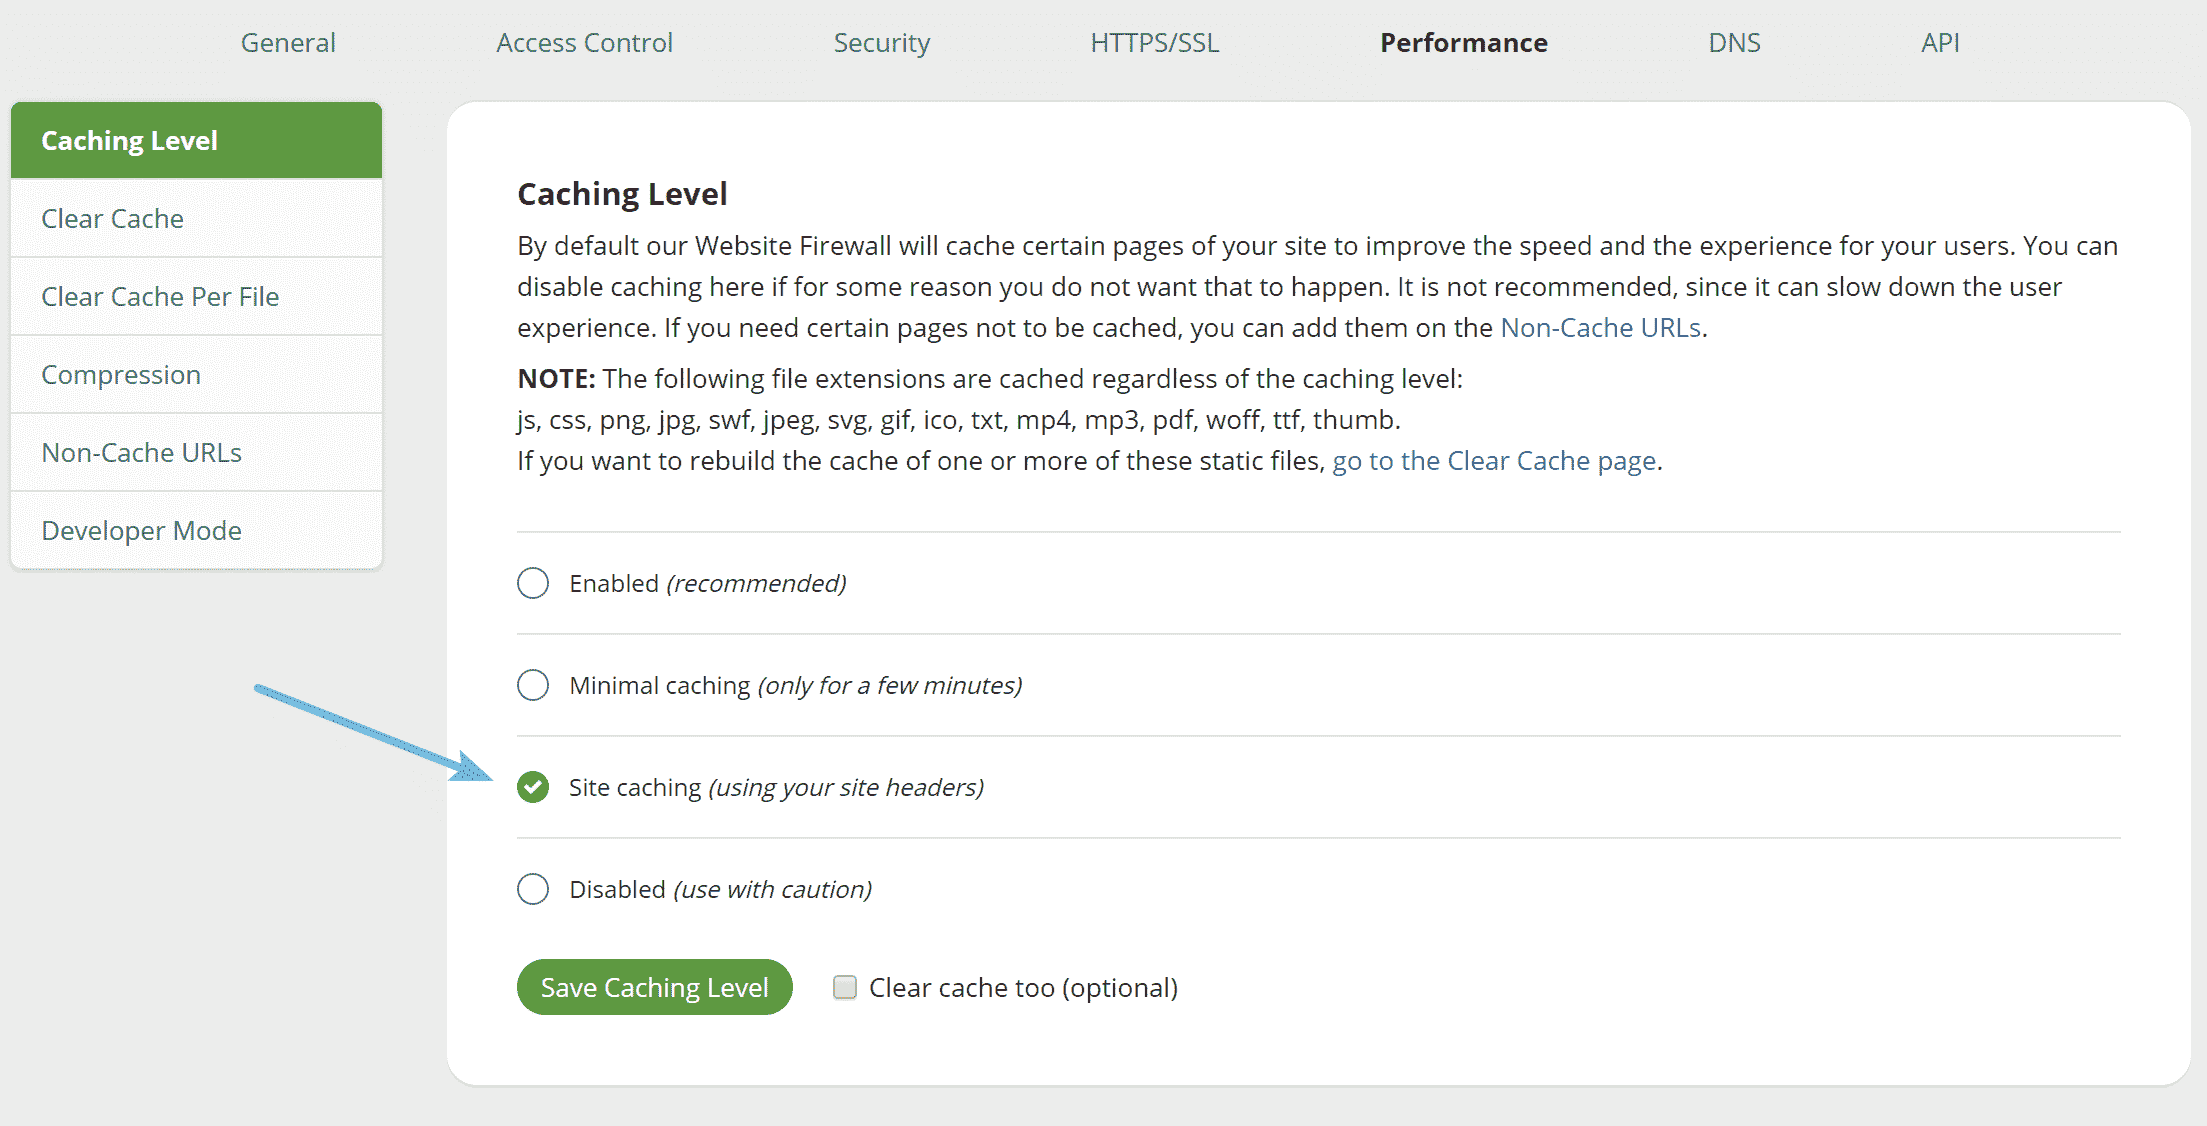 General Access Control Security HTTPS/SSL Performance DNS API
Caching Level
Clear Cache
Clear Cache Per File
Compression
Non-Cache URLs
Developer Mode
Caching Level
By default our Website Firewall will cache certain pages of your site to improve the speed and the experience for your users. You can
disable caching here if for some reason you do not want that to happen. It is not recommended, since it can slow down the user
experience. If you need certain pages not to be cached, you can add them on the Non-Cache URLs.
NOTE: The following file extensions are cached regardless of the caching level:
js, css, png, jpg, swf, jpeg, svg, gif, ico, txt, mp4, mp3, pdf, woff, ttf, thumb.
If you want to rebuild the cache of one or more of these static files, go to the Clear Cache page.
Enabled (recommended)
Minimal caching (only for a few minutes)
Site caching (using your site headers)
Disabled (use with caution)
Save Caching Level Clear cache too (optional)